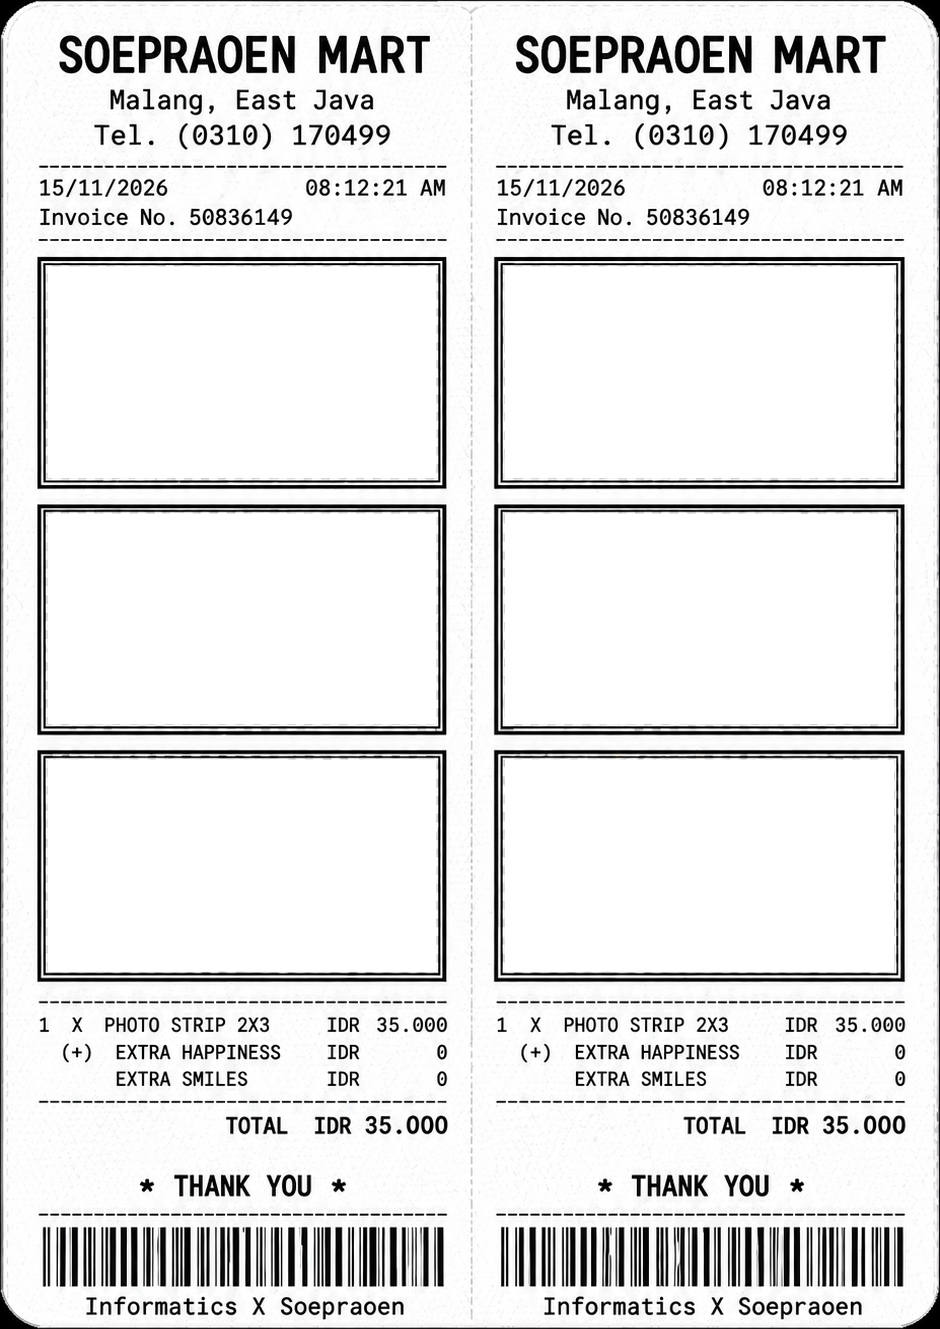 SOEPRAOEN MART
Malang, East Java
Tel. (0310) 170499
15/11/2026 08:12:21 AM
Invoice No. 50836149
1 X PHOTO STRIP 2X3 IDR 35.000
(+) EXTRA HAPPINESS IDR 0
EXTRA SMILES IDR 0
TOTAL IDR 35.000
* THANK YOU *
Informatics X Soepraoen
SOEPRAOEN MART
Malang, East Java
Tel. (0310) 170499
15/11/2026 08:12:21 AM
Invoice No. 50836149
1 X PHOTO STRIP 2X3 IDR 35.000
(+) EXTRA HAPPINESS IDR 0
EXTRA SMILES IDR 0
TOTAL IDR 35.000
* THANK YOU *
Informatics X Soepraoen